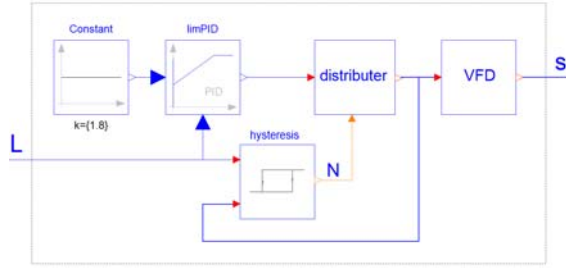 Constant
limPID
PID
distributer
VFD
S
k={1.8}
L
hysteresis
N